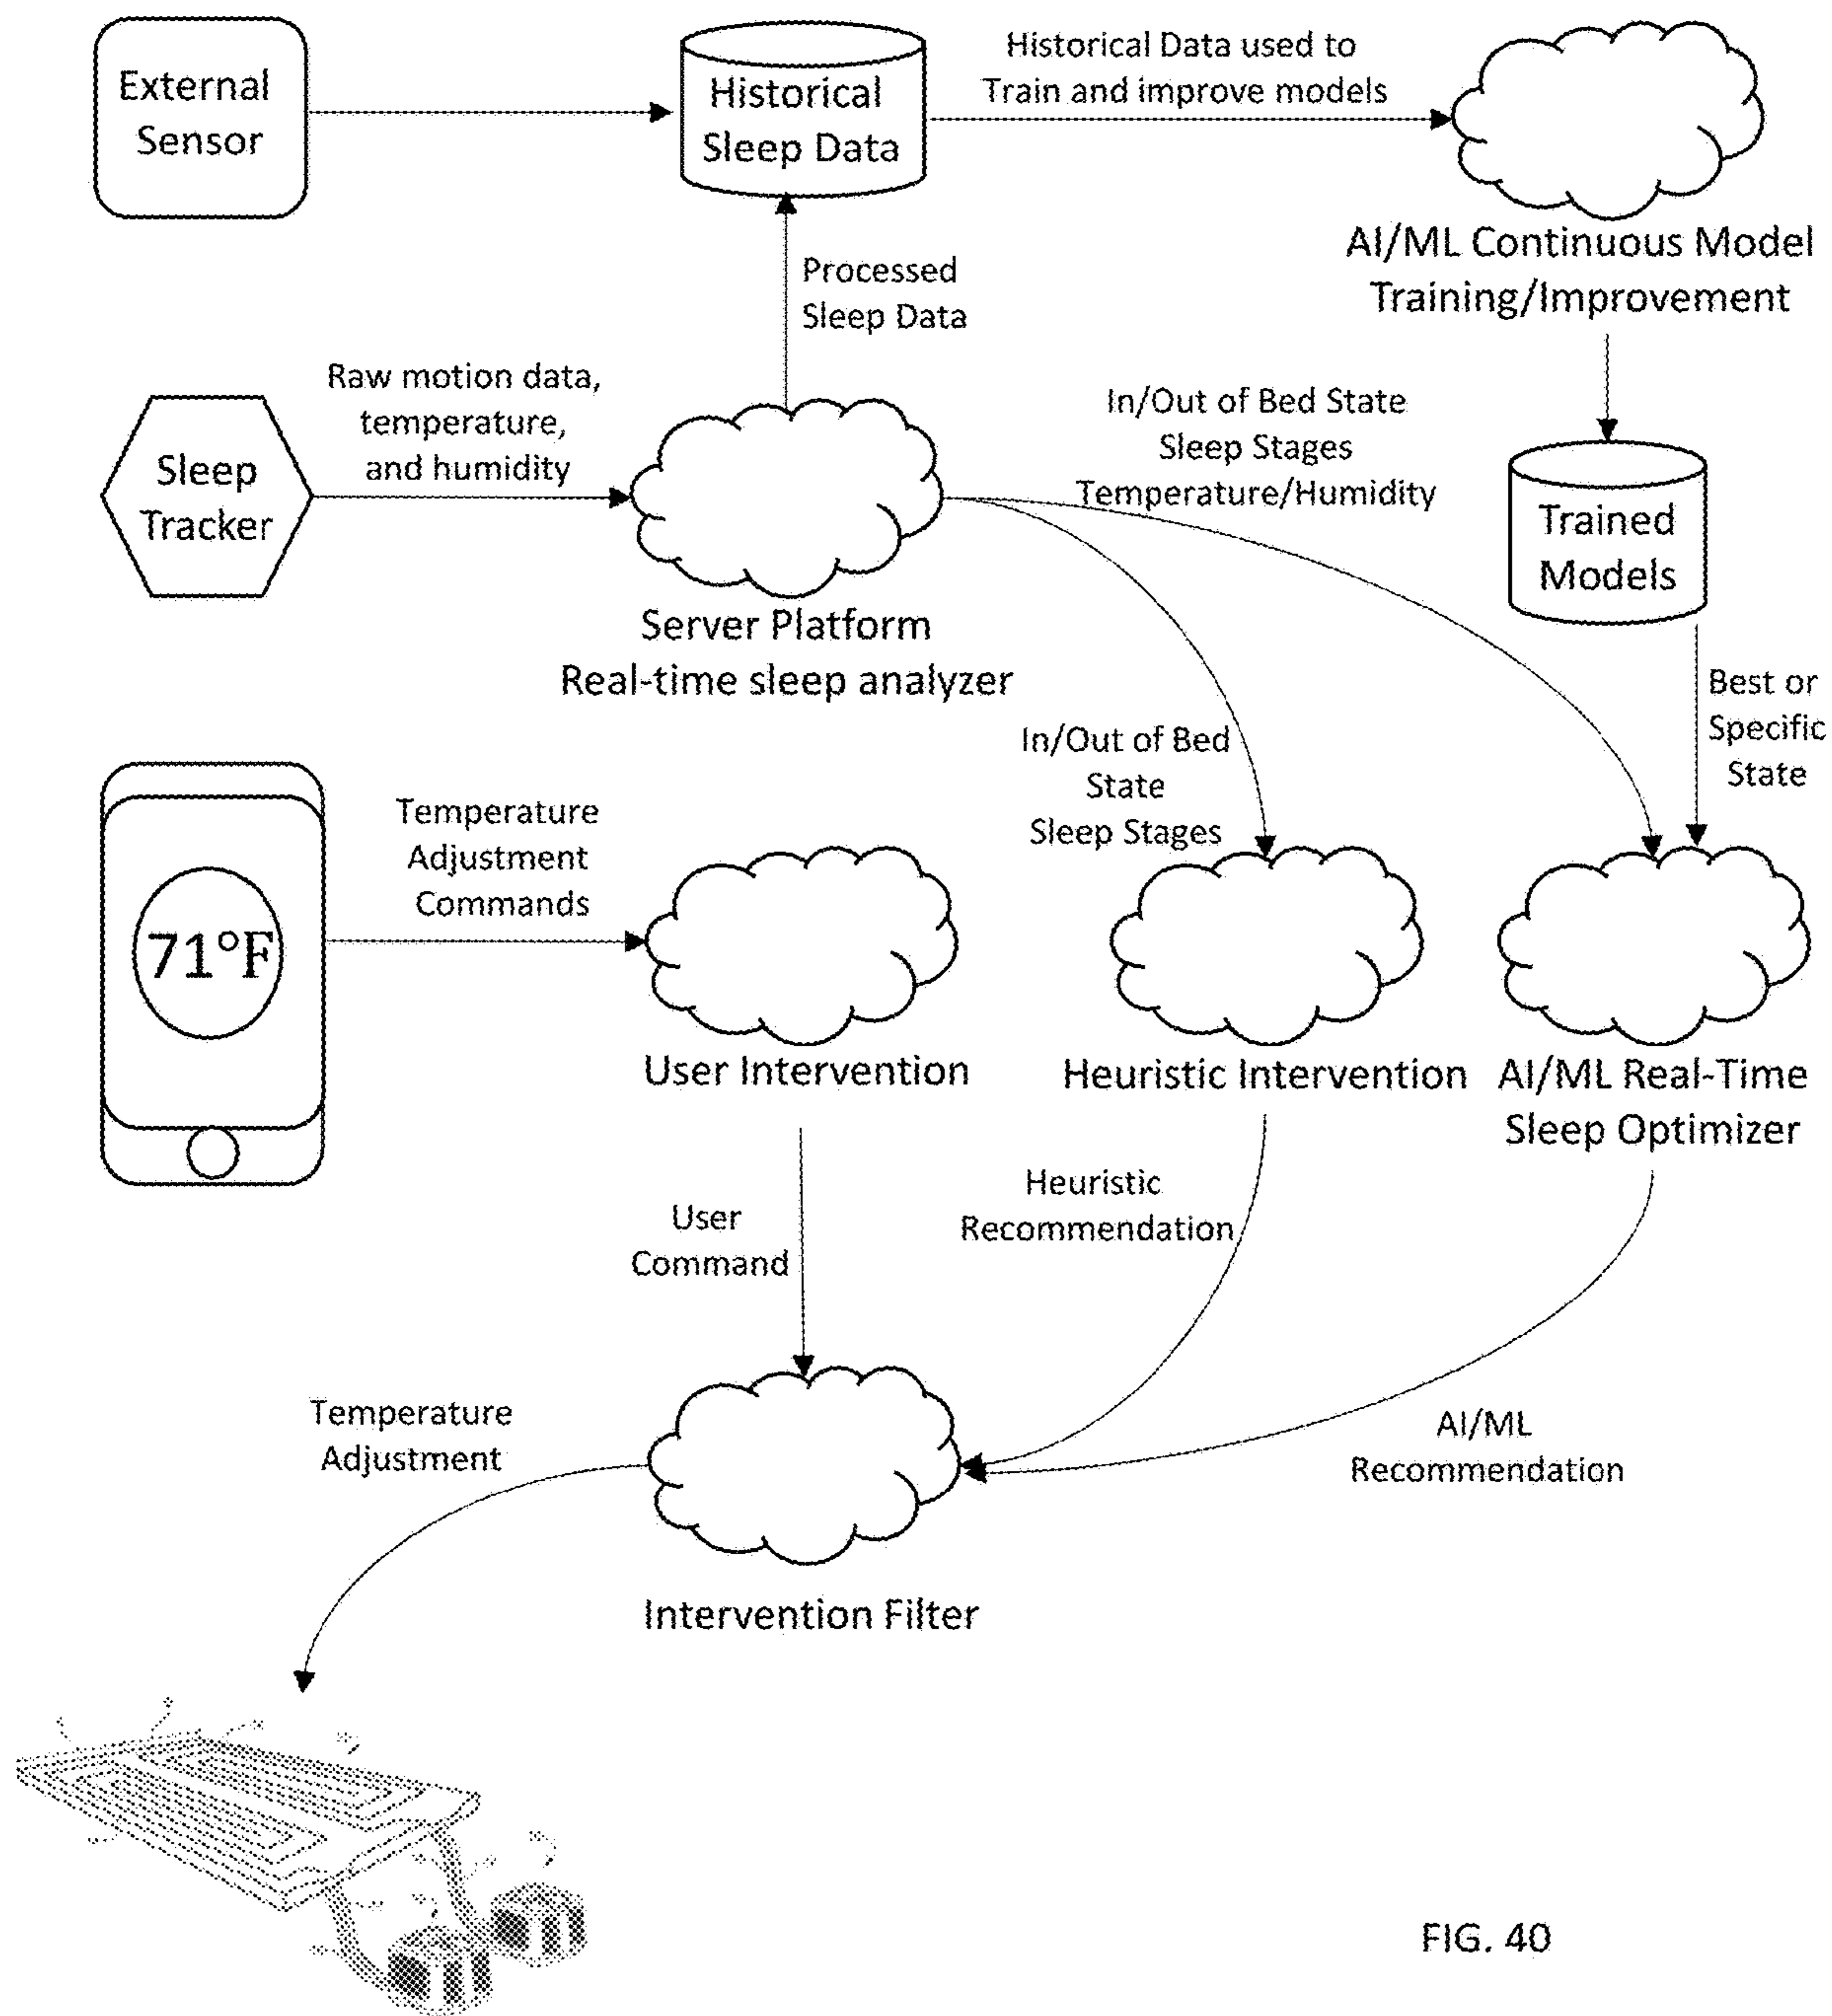 External
Sensor
Historical
Sleep Data
Historical Data used to
Train and improve models
AI/ML Continuous Model
Training/Improvement
Processed
Sleep Data
Sleep
Tracker
Raw motion data,
temperature,
and humidity
Server Platform
Real-time sleep analyzer
In/Out of Bed State
Sleep Stages
Temperature/Humidity
Trained
Models
Best or
Specific
State
In/Out of Bed
State
Sleep Stages
71°F
Temperature
Adjustment
Commands
User Intervention
Heuristic Intervention
AI/ML Real-Time
Sleep Optimizer
User
Command
Heuristic
Recommendation
AI/ML
Recommendation
Temperature
Adjustment
Intervention Filter
FIG. 40